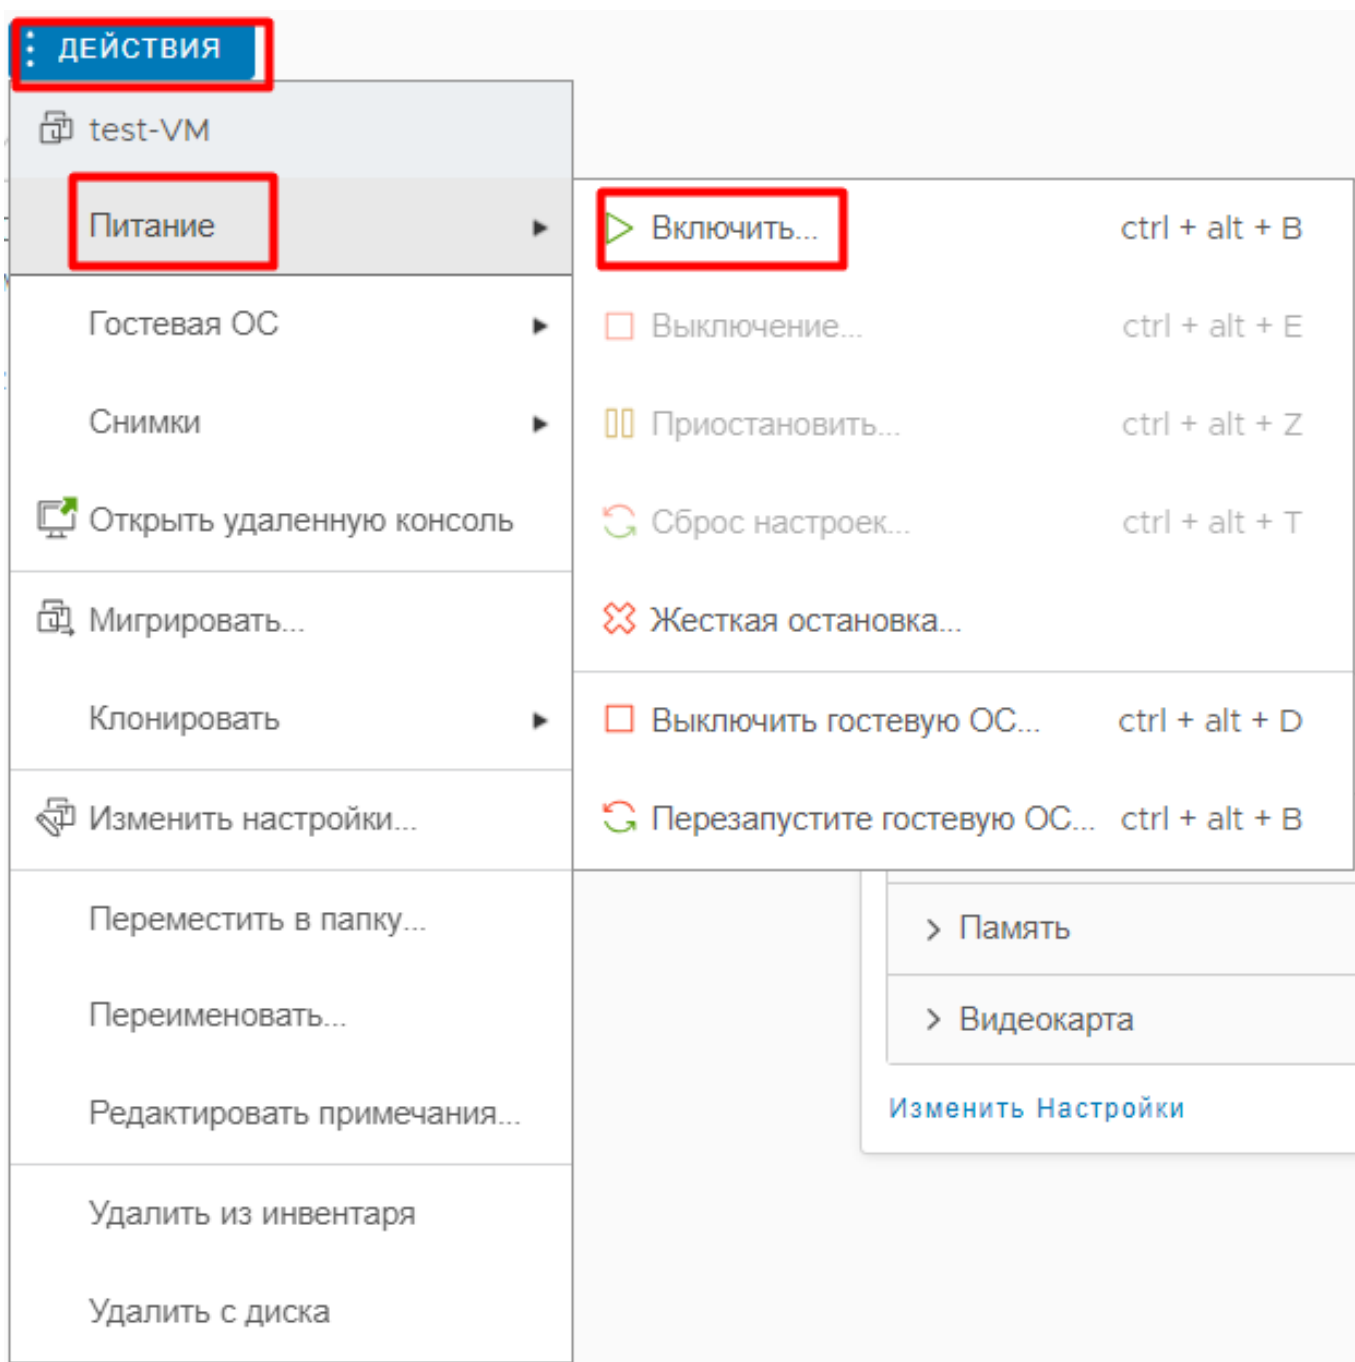 ДЕЙСТВИЯ
test-VM
Питание
Гостевая ОС
Снимки
Открыть удаленную консоль
Мигрировать...
Клонировать
Изменить настройки...
Переместить в папку...
Переименовать...
Редактировать примечания...
Удалить из инвентаря
Удалить с диска
Включить... ctrl + alt + B
Выключение... ctrl + alt + E
Приостановить... ctrl + alt + Z
Сброс настроек... ctrl + alt + T
Жесткая остановка...
Выключить гостевую ОС... ctrl + alt + D
Перезапустите гостевую ОС... ctrl + alt + B
Память
Видеокарта
Изменить Настройки